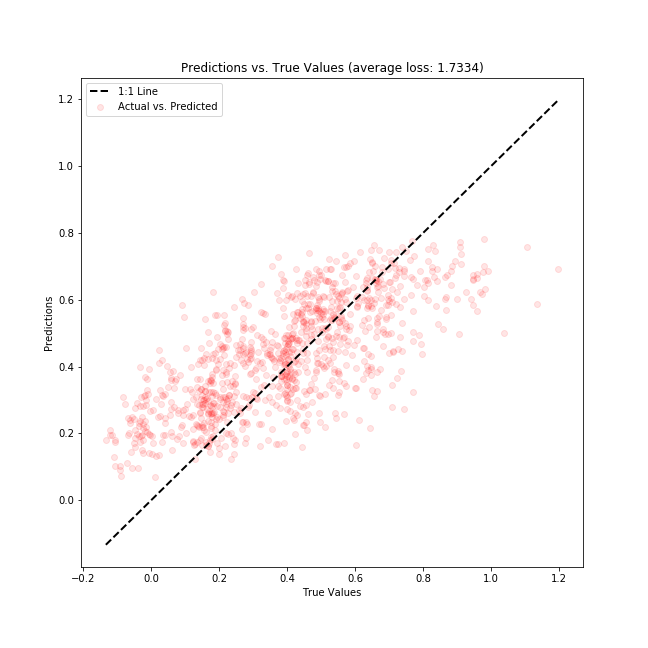 Predictions vs. True Values (average loss: 1.7334)
1:1 Line
Actual vs. Predicted
1.2
1.0
0.8
0.6
0.4
0.2
0.0
Predictions
−0.2 0.0 0.2 0.4 0.6 0.8 1.0 1.2
True Values